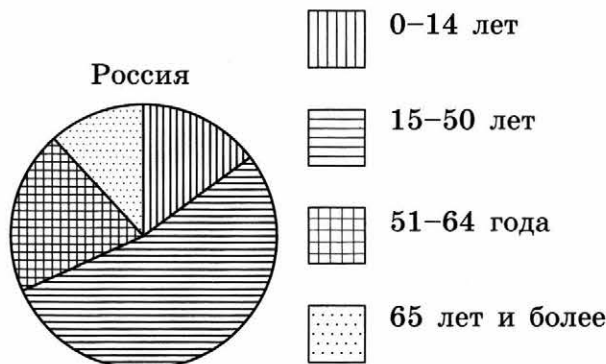 Россия
0–14 лет
15–50 лет
51–64 года
65 лет и более